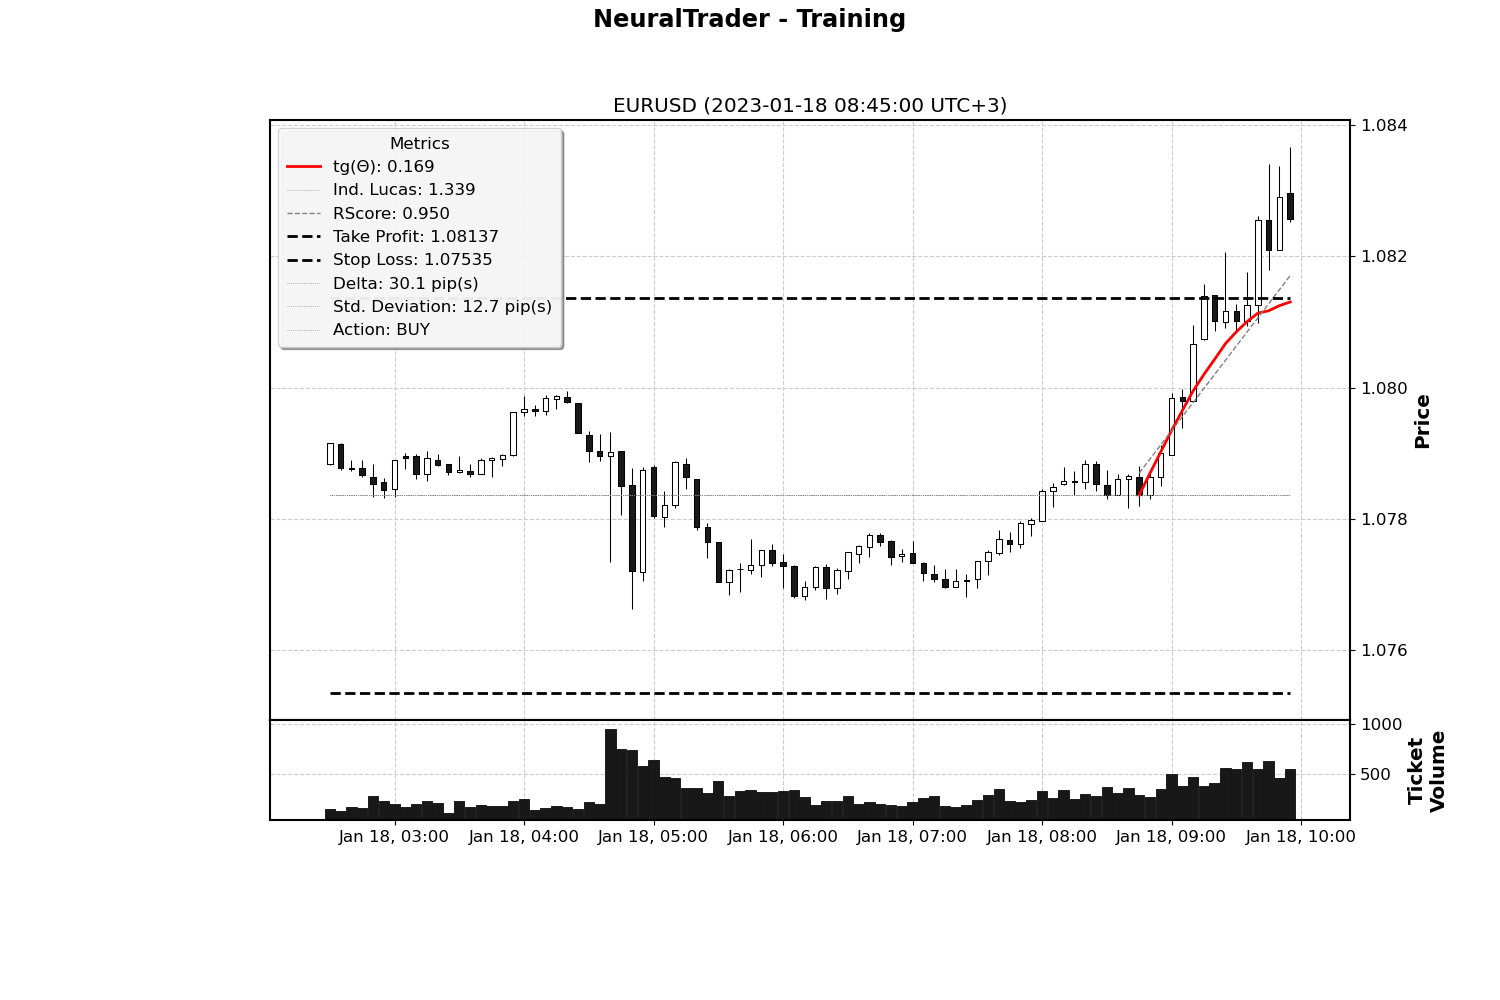 NeuralTrader - Training
EURUSD (2023-01-18 08:45:00 UTC+3)
Metrics
tg(Θ): 0.169
Ind. Lucas: 1.339
RScore: 0.950
Take Profit: 1.08137
Stop Loss: 1.07535
Delta: 30.1 pip(s)
Std. Deviation: 12.7 pip(s)
Action: BUY
1.084
1.082
1.080
1.078
1.076
Price
1000
500
Ticket
Volume
Jan 18, 03:00
Jan 18, 04:00
Jan 18, 05:00
Jan 18, 06:00
Jan 18, 07:00
Jan 18, 08:00
Jan 18, 09:00
Jan 18, 10:00